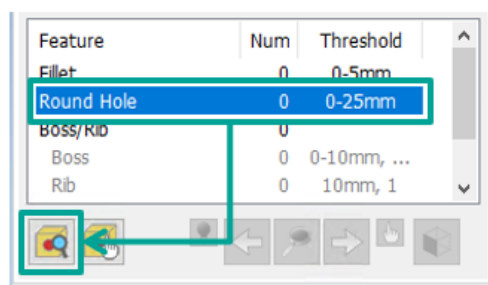 Feature Num Threshold
Fillet 0 0-5mm
Round Hole 0 0-25mm
Boss/Rib 0
Boss 0 0-10mm, ...
Rib 0 10mm, 1